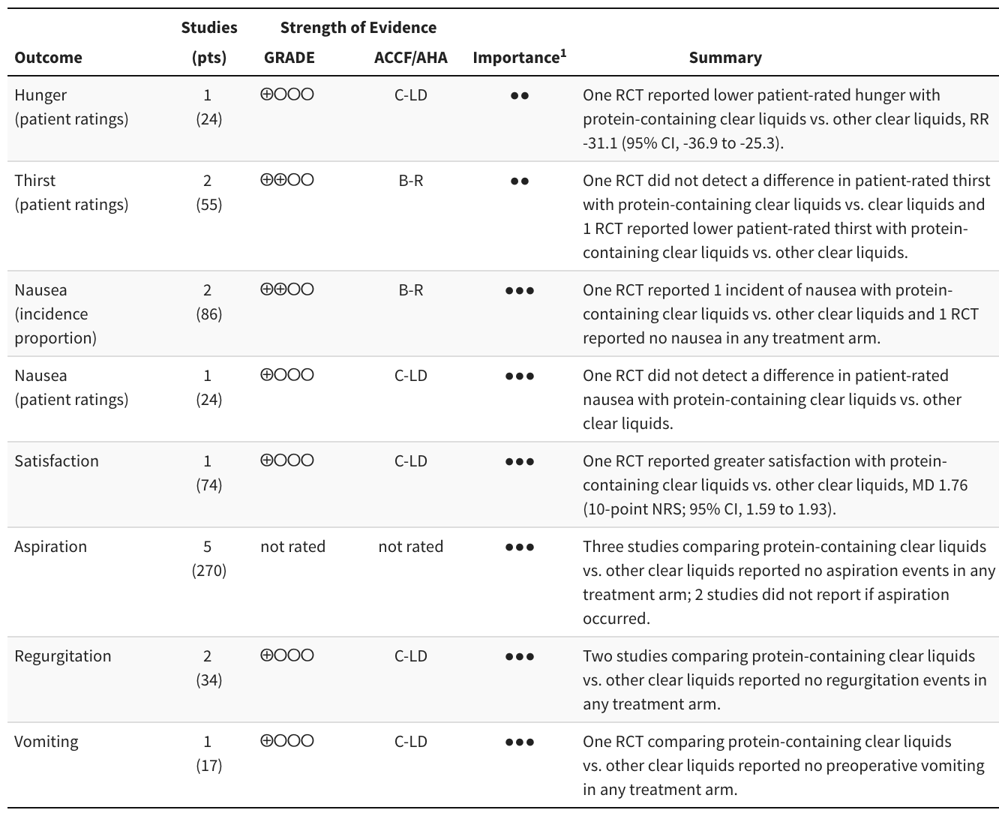 Studies Strength of Evidence
Outcome (pts) GRADE ACCF/AHA Importance1 Summary
Hunger 1 ⊕○○○ C-LD ●● One RCT reported lower patient-rated hunger with
(patient ratings) (24) protein-containing clear liquids vs. other clear liquids, RR
-31.1 (95% CI, -36.9 to -25.3).
Thirst 2 ⊕⊕○○ B-R ●● One RCT did not detect a difference in patient-rated thirst
(patient ratings) (55) with protein-containing clear liquids vs. clear liquids and
1 RCT reported lower patient-rated thirst with protein-
containing clear liquids vs. other clear liquids.
Nausea 2 ⊕⊕○○ B-R ●●● One RCT reported 1 incident of nausea with protein-
(incidence (86) containing clear liquids vs. other clear liquids and 1 RCT
proportion) reported no nausea in any treatment arm.
Nausea 1 ⊕○○○ C-LD ●●● One RCT did not detect a difference in patient-rated
(patient ratings) (24) nausea with protein-containing clear liquids vs. other
clear liquids.
Satisfaction 1 ⊕○○○ C-LD ●●● One RCT reported greater satisfaction with protein-
(74) containing clear liquids vs. other clear liquids, MD 1.76
(10-point NRS; 95% CI, 1.59 to 1.93).
Aspiration 5 not rated not rated ●●● Three studies comparing protein-containing clear liquids
(270) vs. other clear liquids reported no aspiration events in any
treatment arm; 2 studies did not report if aspiration
occurred.
Regurgitation 2 ⊕○○○ C-LD ●●● Two studies comparing protein-containing clear liquids
(34) vs. other clear liquids reported no regurgitation events in
any treatment arm.
Vomiting 1 ⊕○○○ C-LD ●●● One RCT comparing protein-containing clear liquids
(17) vs. other clear liquids reported no preoperative vomiting
in any treatment arm.